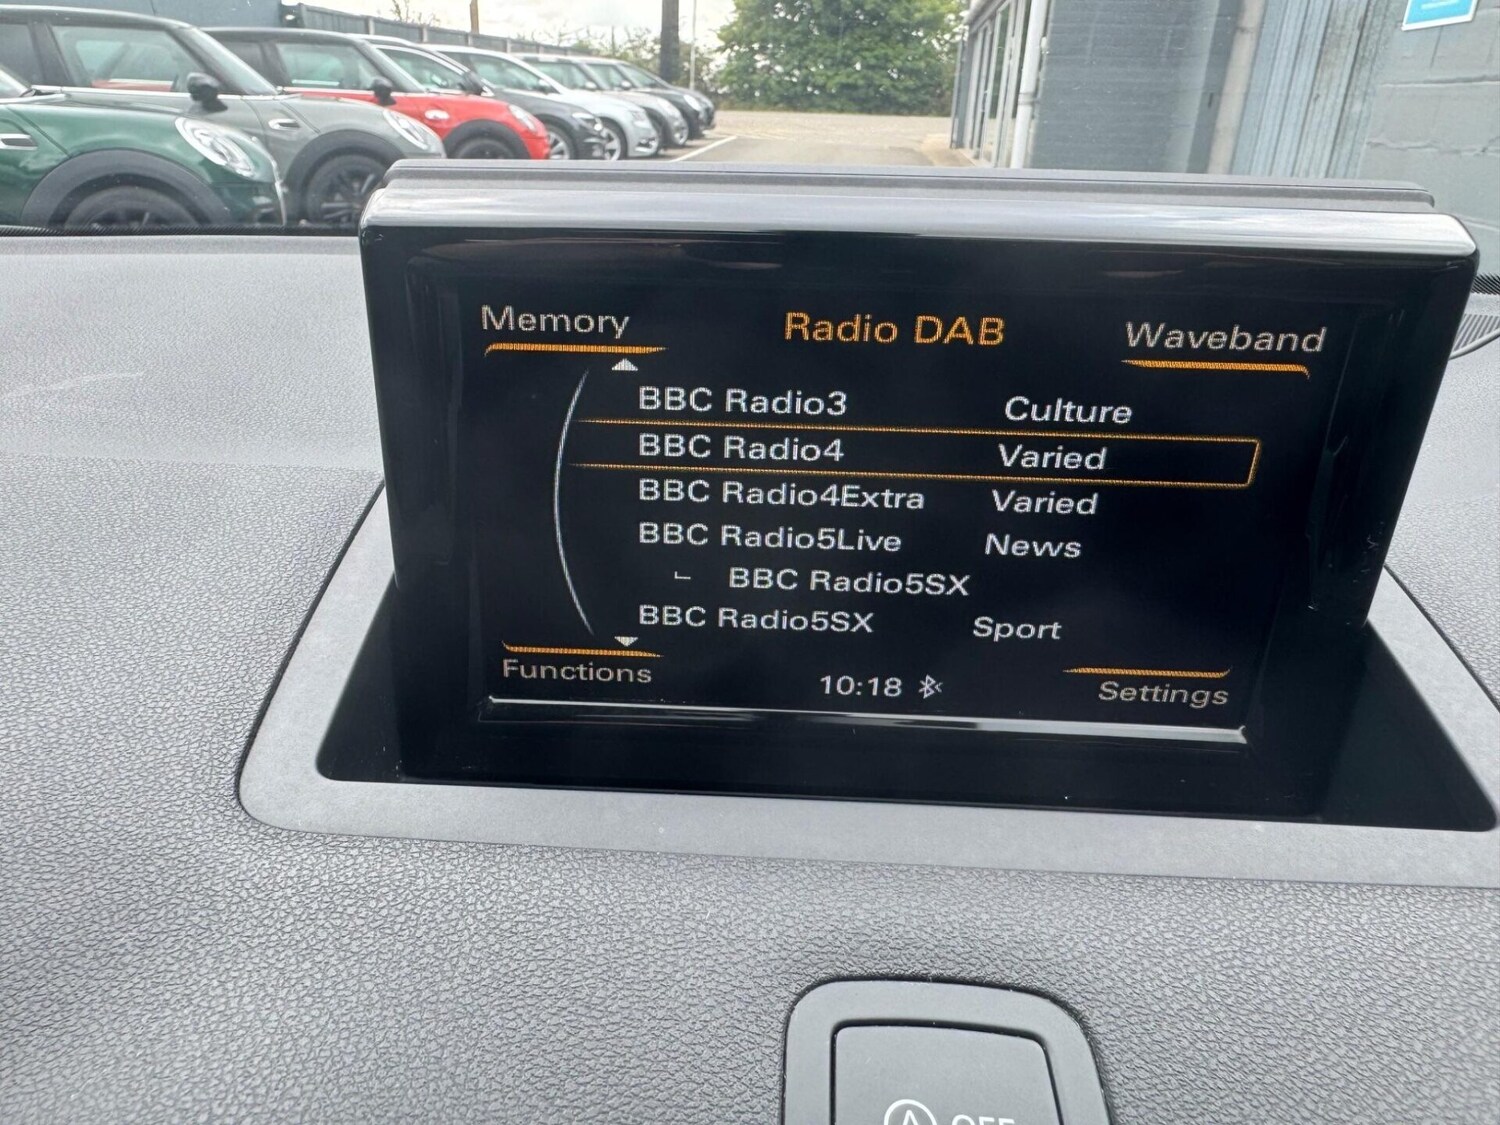 Memory Radio DAB Waveband
BBC Radio3 Culture
BBC Radio4 Varied
BBC Radio4Extra Varied
BBC Radio5Live News
BBC Radio5SX
BBC Radio5SX Sport
Functions 10:18 Settings
A OFF